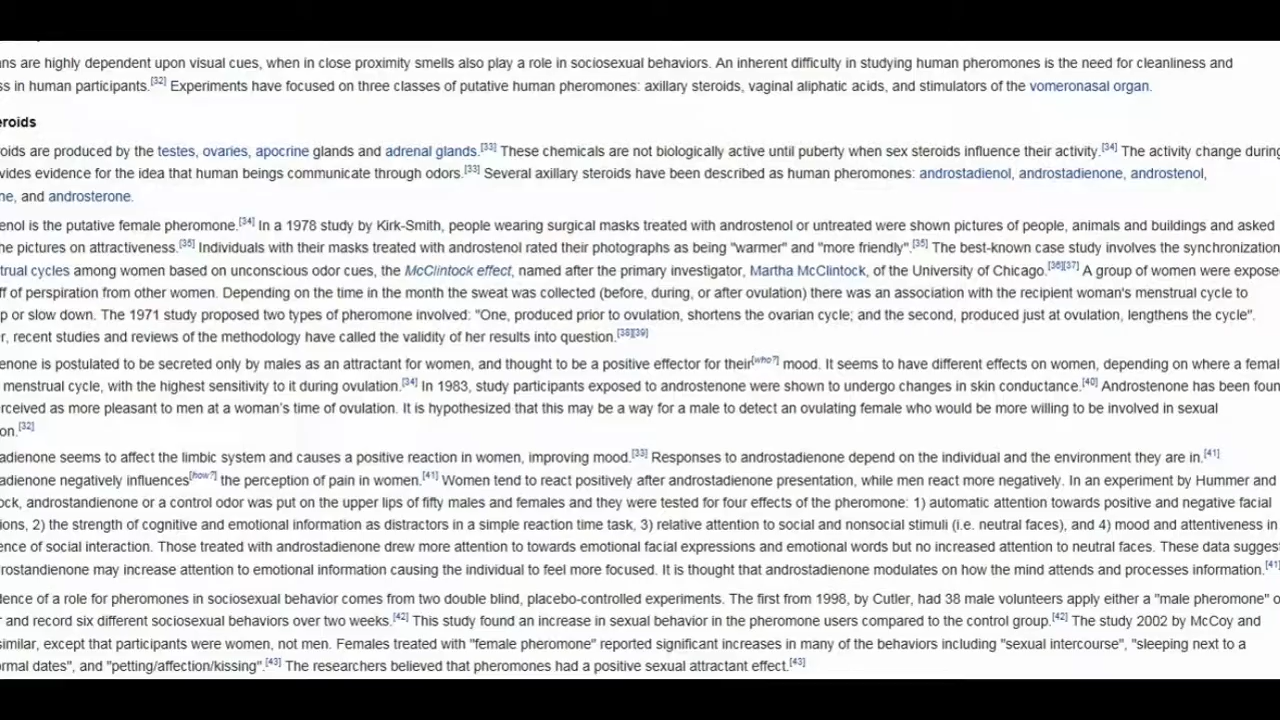 ns are highly dependent upon visual cues, when in close proximity smells also play a role in sociosexual behaviors. An inherent difficulty in studying human pheromones is the need for cleanliness and
ss in human participants.[32] Experiments have focused on three classes of putative human pheromones: axillary steroids, vaginal aliphatic acids, and stimulators of the vomeronasal organ.
eroids
roids are produced by the testes, ovaries, apocrine glands and adrenal glands.[33] These chemicals are not biologically active until puberty when sex steroids influence their activity.[34] The activity change during
vides evidence for the idea that human beings communicate through odors.[33] Several axillary steroids have been described as human pheromones: androstadienol, androstadienone, androstenol,
ne, and androsterone.
enol is the putative female pheromone.[34] In a 1978 study by Kirk-Smith, people wearing surgical masks treated with androstenol or untreated were shown pictures of people, animals and buildings and asked
he pictures on attractiveness.[35] Individuals with their masks treated with androstenol rated their photographs as being "warmer" and "more friendly".[35] The best-known case study involves the synchronization
trual cycles among women based on unconscious odor cues, the McClintock effect, named after the primary investigator, Martha McClintock, of the University of Chicago.[36][37] A group of women were expose
ff of perspiration from other women. Depending on the time in the month the sweat was collected (before, during, or after ovulation) there was an association with the recipient woman's menstrual cycle to
p or slow down. The 1971 study proposed two types of pheromone involved: "One, produced prior to ovulation, shortens the ovarian cycle; and the second, produced just at ovulation, lengthens the cycle".
r, recent studies and reviews of the methodology have called the validity of her results into question.[38][39]
enone is postulated to be secreted only by males as an attractant for women, and thought to be a positive effector for their[who?] mood. It seems to have different effects on women, depending on where a femal
menstrual cycle, with the highest sensitivity to it during ovulation.[34] In 1983, study participants exposed to androstenone were shown to undergo changes in skin conductance.[40] Androstenone has been foun
rceived as more pleasant to men at a woman's time of ovulation. It is hypothesized that this may be a way for a male to detect an ovulating female who would be more willing to be involved in sexual
on.[32]
adienone seems to affect the limbic system and causes a positive reaction in women, improving mood.[33] Responses to androstadienone depend on the individual and the environment they are in.[41]
adienone negatively influences[how?] the perception of pain in women.[41] Women tend to react positively after androstadienone presentation, while men react more negatively. In an experiment by Hummer and
ock, androstandienone or a control odor was put on the upper lips of fifty males and females and they were tested for four effects of the pheromone: 1) automatic attention towards positive and negative facial
ions, 2) the strength of cognitive and emotional information as distractors in a simple reaction time task, 3) relative attention to social and nonsocial stimuli (i.e. neutral faces), and 4) mood and attentiveness in
ence of social interaction. Those treated with androstadienone drew more attention to towards emotional facial expressions and emotional words but no increased attention to neutral faces. These data sugges
rostandienone may increase attention to emotional information causing the individual to feel more focused. It is thought that androstadienone modulates on how the mind attends and processes information.[41]
dence of a role for pheromones in sociosexual behavior comes from two double blind, placebo-controlled experiments. The first from 1998, by Cutler, had 38 male volunteers apply either a "male pheromone" o
r and record six different sociosexual behaviors over two weeks.[42] This study found an increase in sexual behavior in the pheromone users compared to the control group.[42] The study 2002 by McCoy and
similar, except that participants were women, not men. Females treated with "female pheromone" reported significant increases in many of the behaviors including "sexual intercourse", "sleeping next to a
ormal dates", and "petting/affection/kissing".[43] The researchers believed that pheromones had a positive sexual attractant effect.[43]